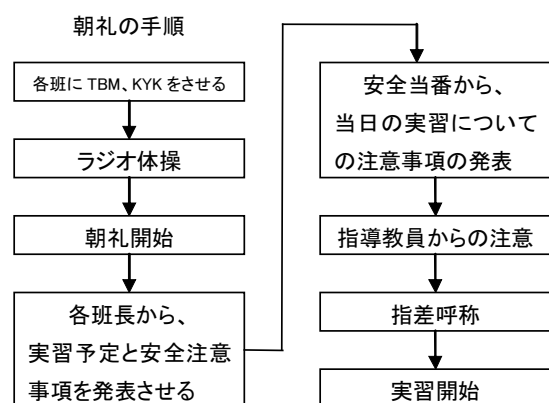 朝礼の手順
各班に TBM、KYK をさせる
ラジオ体操
朝礼開始
各班長から、
実習予定と安全注意
事項を発表させる
安全当番から、
当日の実習について
の注意事項の発表
指導教員からの注意
指差呼称
実習開始